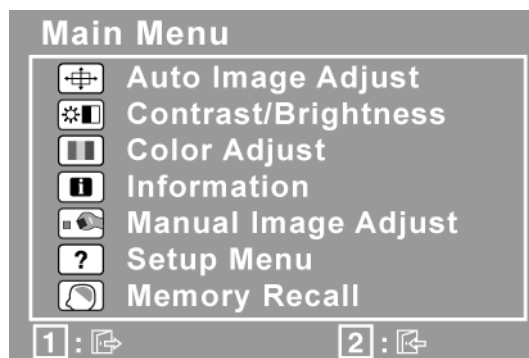 Main Menu
Auto Image Adjust
Contrast/Brightness
Color Adjust
i Information
Manual Image Adjust
? Setup Menu
Memory Recall
1 : 2 :